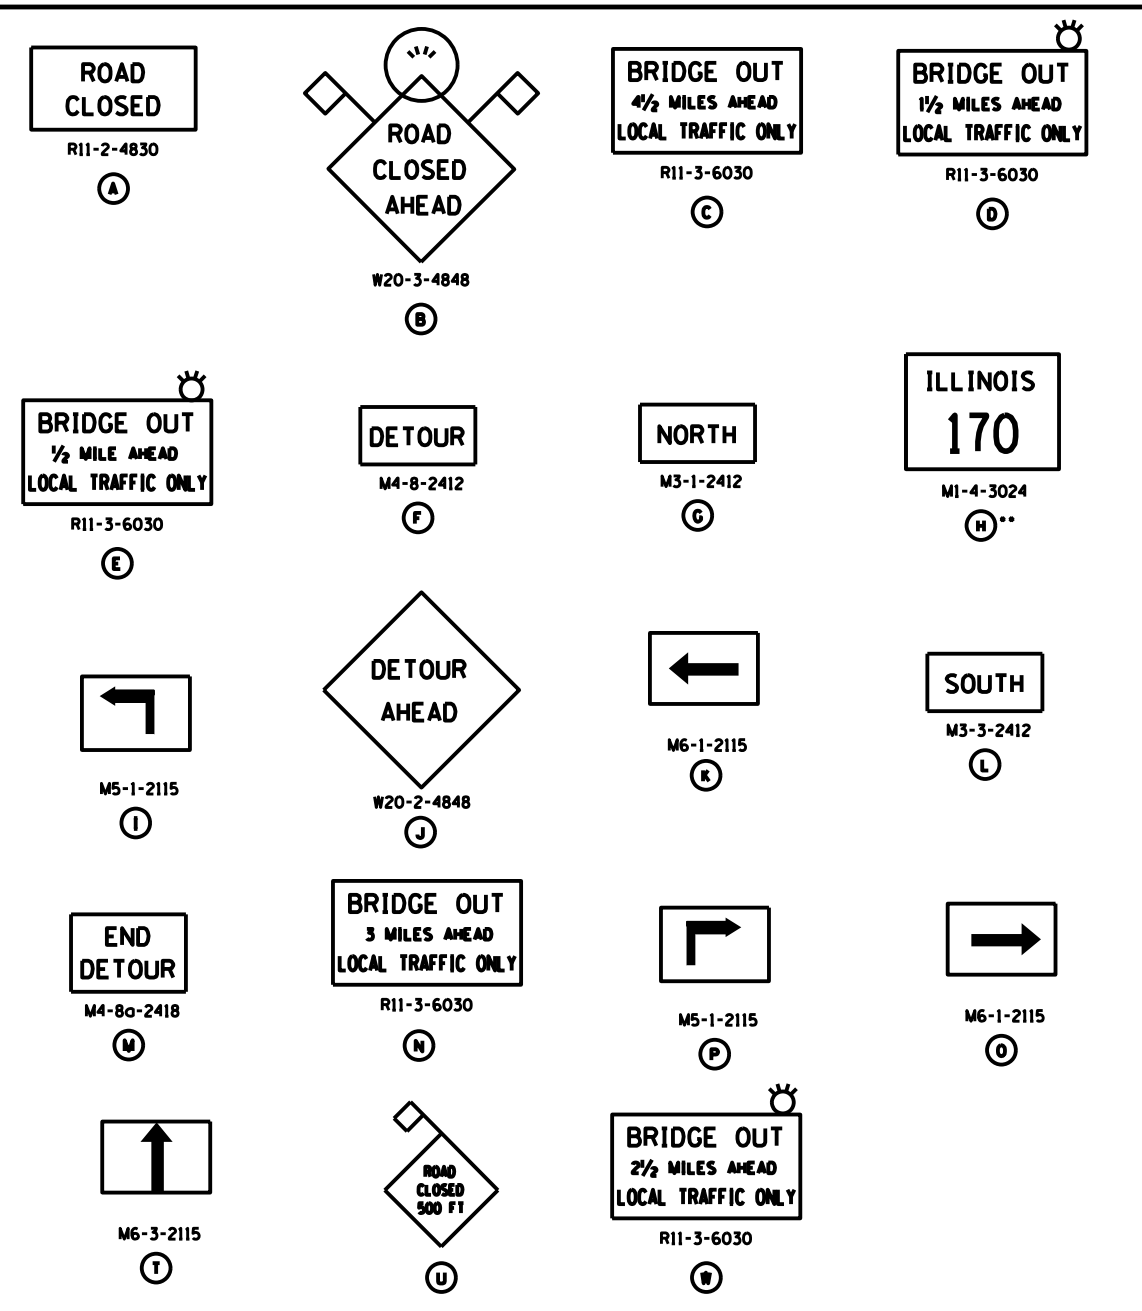 ROAD
CLOSED
R11-2-4830
A
ROAD
CLOSED
AHEAD
W20-3-4848
B
BRIDGE OUT
4½ MILES AHEAD
LOCAL TRAFFIC ONLY
R11-3-6030
C
BRIDGE OUT
1½ MILES AHEAD
LOCAL TRAFFIC ONLY
R11-3-6030
D
BRIDGE OUT
½ MILE AHEAD
LOCAL TRAFFIC ONLY
R11-3-6030
E
DETOUR
M4-8-2412
F
NORTH
M3-1-2412
G
ILLINOIS
170
M1-4-3024
H**
M5-1-2115
I
DETOUR
AHEAD
W20-2-4848
J
M6-1-2115
K
SOUTH
M3-3-2412
L
END
DETOUR
M4-8a-2418
M
BRIDGE OUT
3 MILES AHEAD
LOCAL TRAFFIC ONLY
R11-3-6030
N
M5-1-2115
P
M6-1-2115
O
M6-3-2115
T
ROAD
CLOSED
500 FT
U
BRIDGE OUT
2½ MILES AHEAD
LOCAL TRAFFIC ONLY
R11-3-6030
W